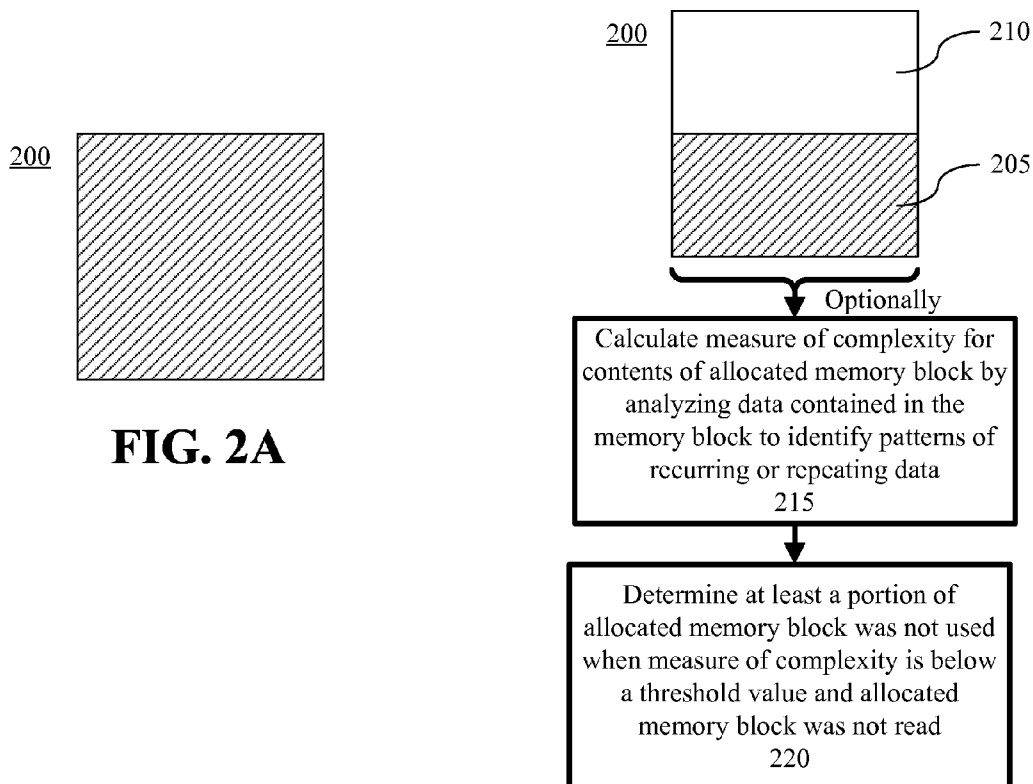 200
FIG. 2A
200
210
205
Optionally
Calculate measure of complexity for
contents of allocated memory block by
analyzing data contained in the
memory block to identify patterns of
recurring or repeating data
215
Determine at least a portion of
allocated memory block was not used
when measure of complexity is below
a threshold value and allocated
memory block was not read
220